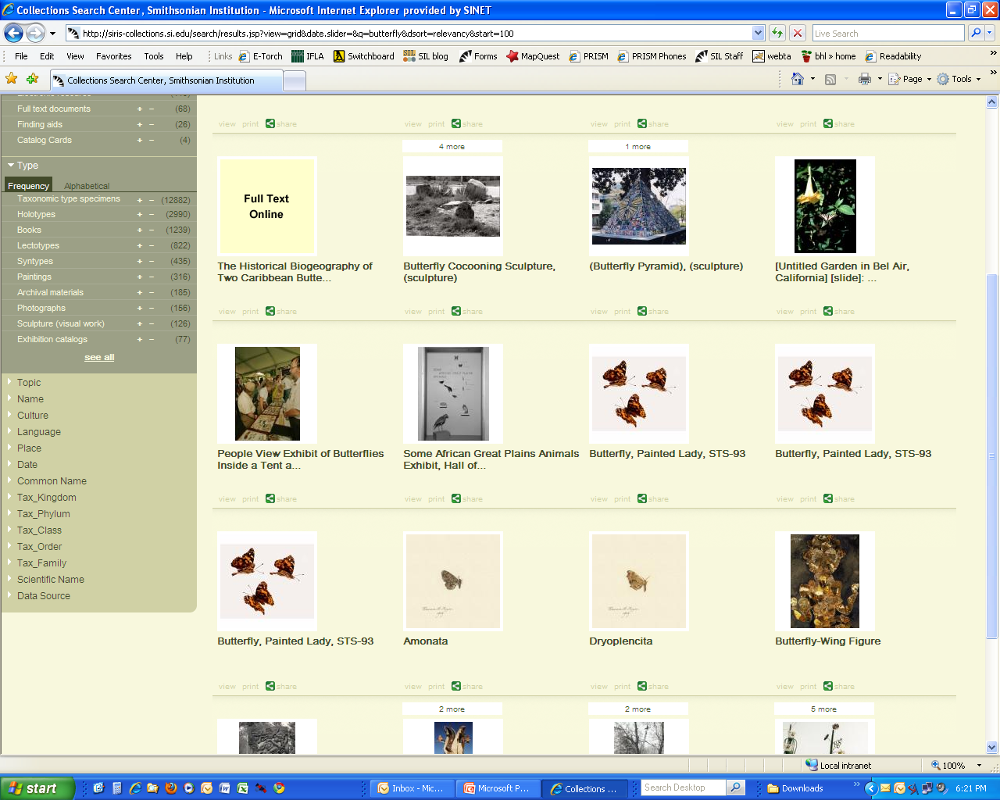 Collections Search Center, Smithsonian Institution - Microsoft Internet Explorer provided by SINET
http://siris-collections.si.edu/search/results.jsp?view=grid&date.slider=&q=butterfly&dsort=relevancy&start=100
Live Search
File Edit View Favorites Tools Help
Links E-Torch IFLA Switchboard SIL blog Forms MapQuest PRISM PRISM Phones SIL Staff webta bhl » home Readability »
Collections Search Center, Smithsonian Institution
Page Tools »
Full text documents + – (68)
Finding aids + – (26)
Catalog Cards + – (4)
Type
Frequency Alphabetical
Taxonomic type specimens + – (12882)
Holotypes + – (2990)
Books + – (1239)
Lectotypes + – (822)
Syntypes + – (435)
Paintings + – (316)
Archival materials + – (185)
Photographs + – (156)
Sculpture (visual work) + – (126)
Exhibition catalogs + – (77)
see all
Topic
Name
Culture
Language
Place
Date
Common Name
Tax_Kingdom
Tax_Phylum
Tax_Class
Tax_Order
Tax_Family
Scientific Name
Data Source
view print share view print share view print share view print share
4 more 1 more
Full Text
Online
The Historical Biogeography of
Two Caribbean Butte...
Butterfly Cocooning Sculpture,
(sculpture)
(Butterfly Pyramid), (sculpture)
[Untitled Garden in Bel Air,
California] [slide]: ...
view print share view print share view print share view print share
People View Exhibit of Butterflies
Inside a Tent a...
Some African Great Plains Animals
Exhibit, Hall of...
Butterfly, Painted Lady, STS-93
Butterfly, Painted Lady, STS-93
view print share view print share view print share view print share
Butterfly, Painted Lady, STS-93
Amonata
Dryoplencita
Butterfly-Wing Figure
view print share view print share view print share view print share
2 more 2 more 5 more
Local intranet 100%
start Inbox - Mic... Microsoft P... Collections ... Search Desktop Downloads » 6:21 PM